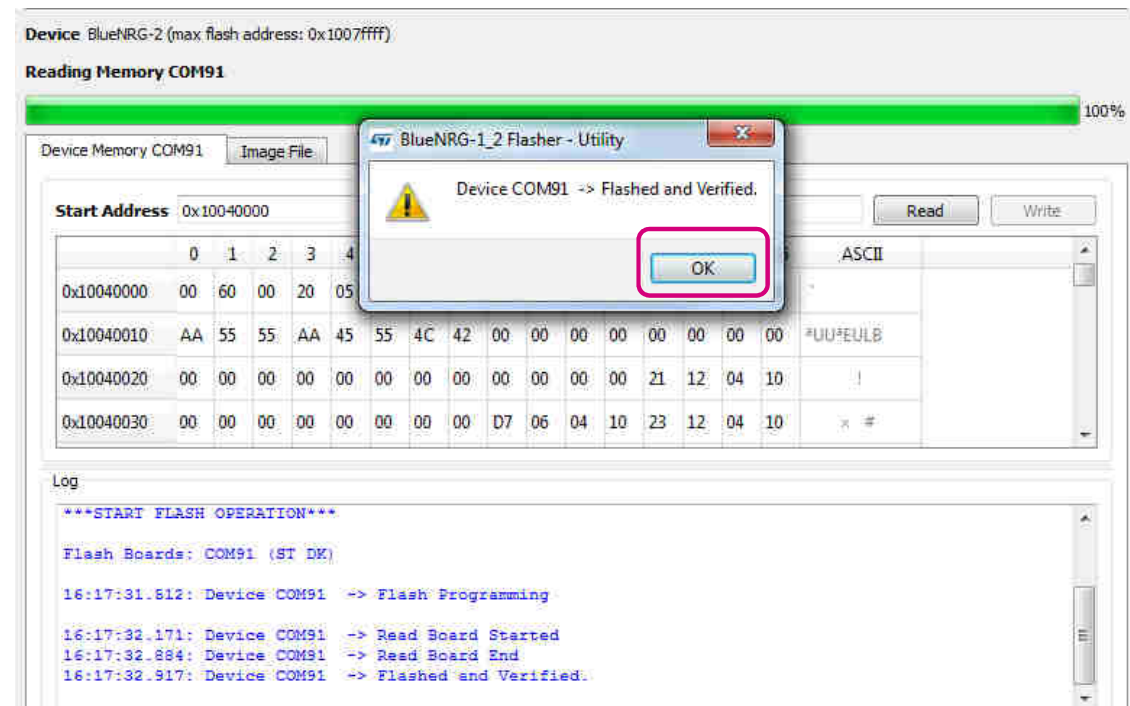 Device BlueNRG-2 (max flash address: 0x1007ffff)
Reading Memory COM91
100%
BlueNRG-1_2 Flasher - Utility
Device COM91 -> Flashed and Verified.
OK
Device Memory COM91 Image File
Start Address 0x10040000 Read Write
0 1 2 3 4 ASCII
0x10040000 00 60 00 20 05 `
0x10040010 AA 55 55 AA 45 55 4C 42 00 00 00 00 00 00 00 00 ªUUªEULB
0x10040020 00 00 00 00 00 00 00 00 00 00 00 00 21 12 04 10 !
0x10040030 00 00 00 00 00 00 00 00 D7 06 04 10 23 12 04 10 × #
Log
***START FLASH OPERATION***
Flash Boards: COM91 (ST DK)
16:17:31.512: Device COM91 -> Flash Programming
16:17:32.171: Device COM91 -> Read Board Started
16:17:32.884: Device COM91 -> Read Board End
16:17:32.917: Device COM91 -> Flashed and Verified.